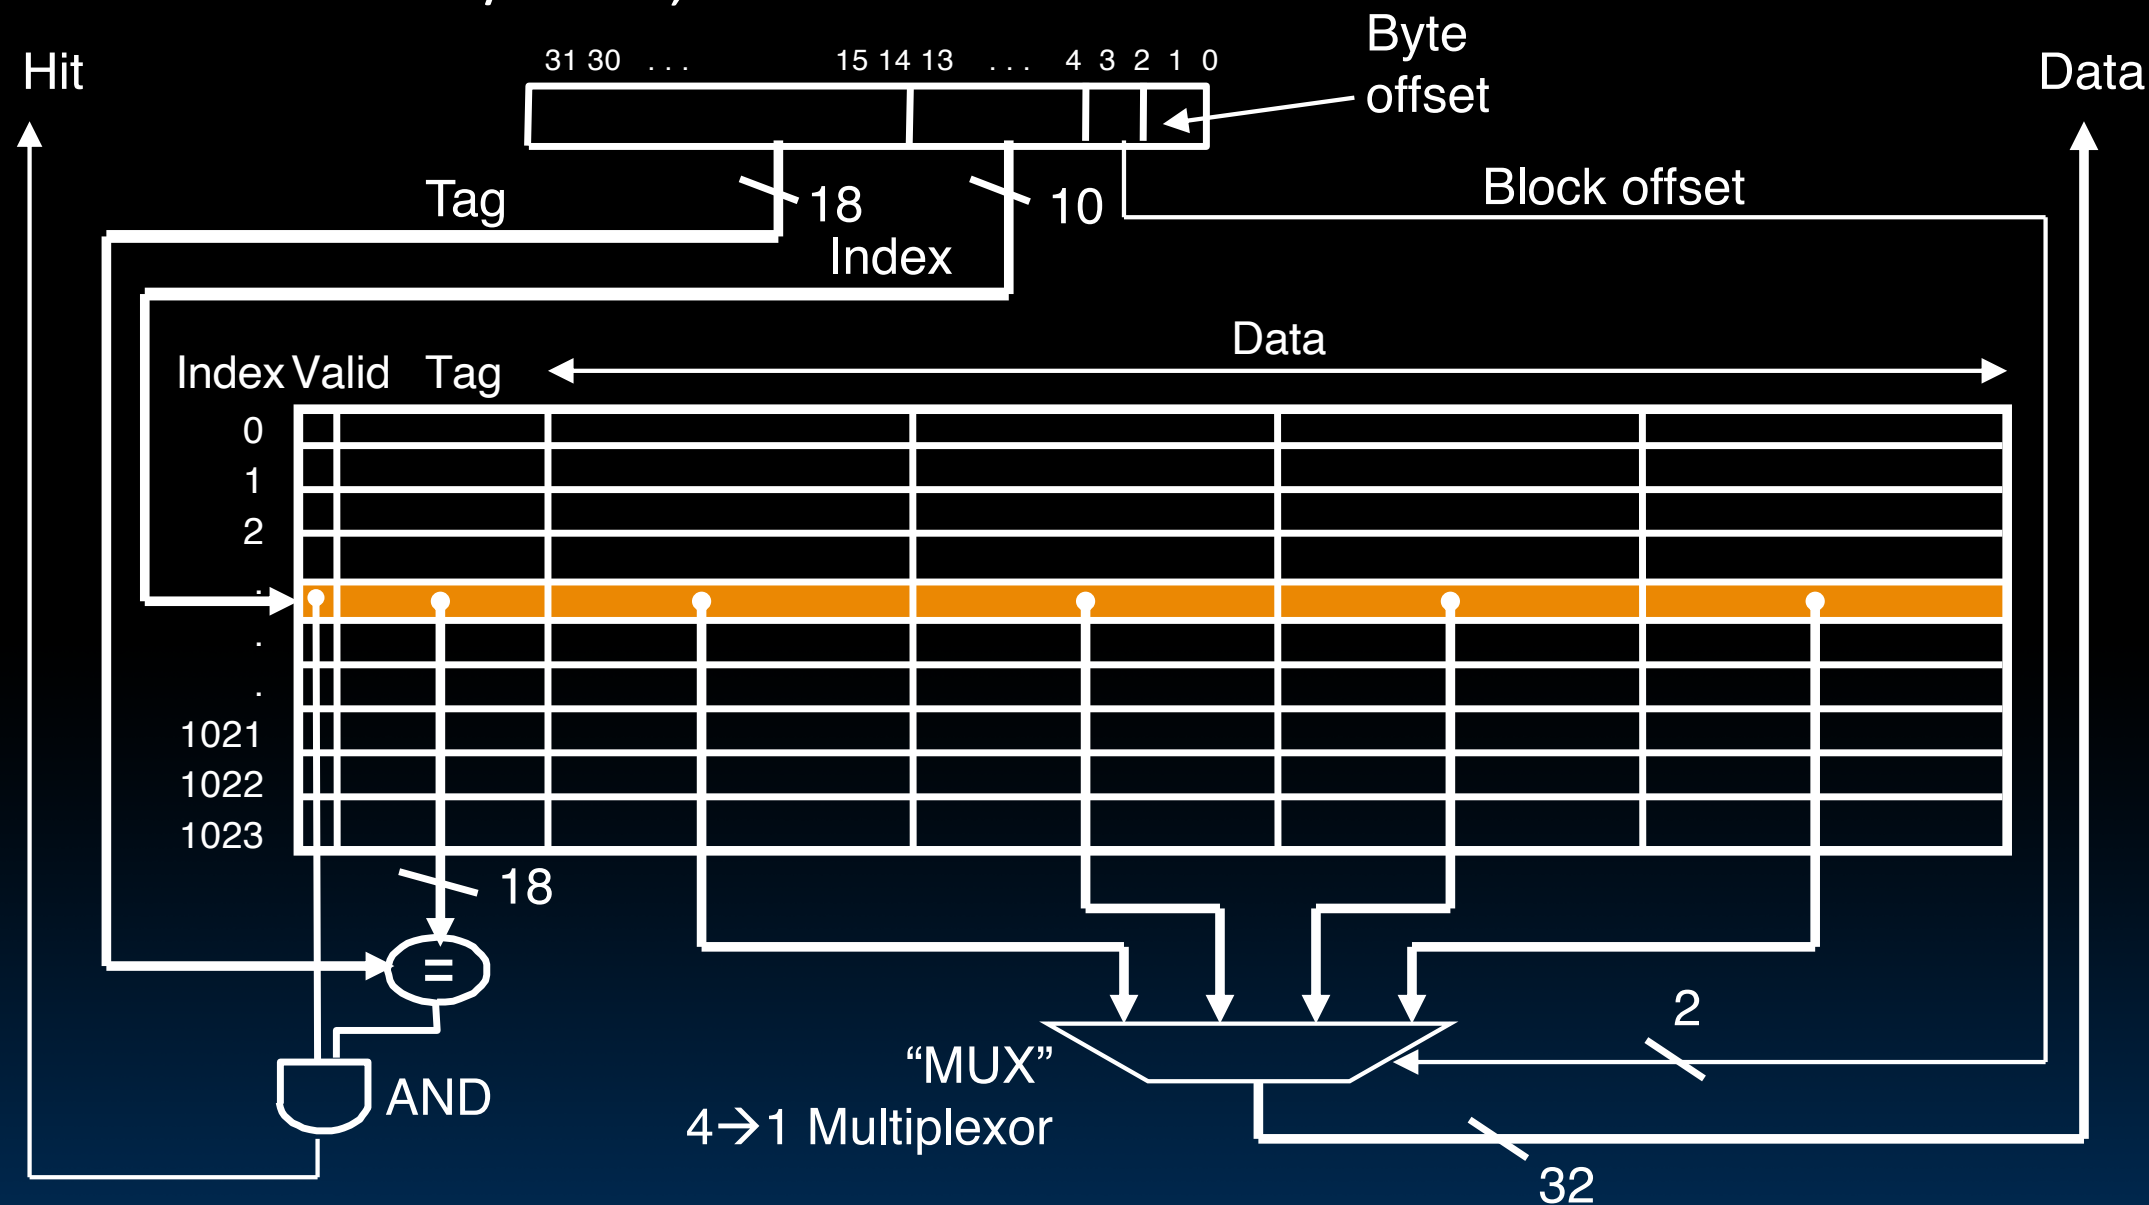 Byte
offset
31 30 . . . 15 14 13 . . . 4 3 2 1 0
Hit
Data
Tag
18
10
Block offset
Index
Data
Index Valid Tag
0
1
2
.
.
.
1021
1022
1023
18
=
2
“MUX”
AND
4→1 Multiplexor
32